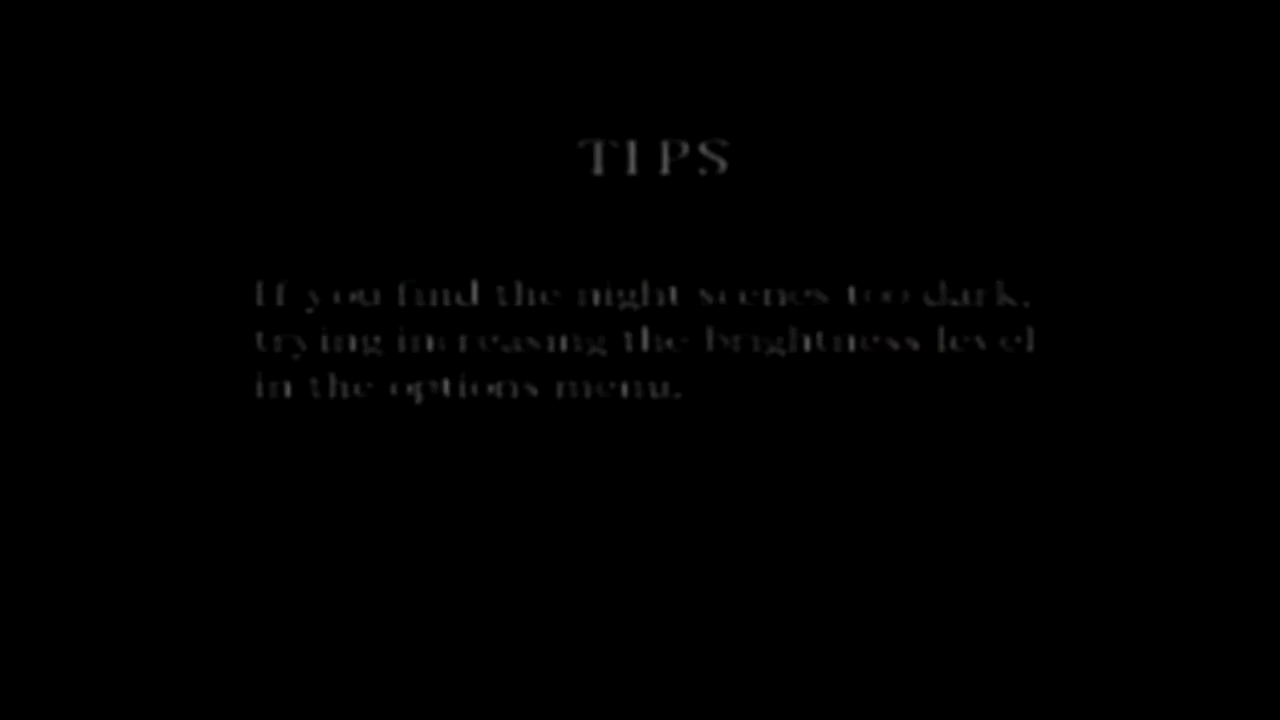 TIPS
If you find the night scenes too dark,
trying increasing the brightness level
in the options menu.